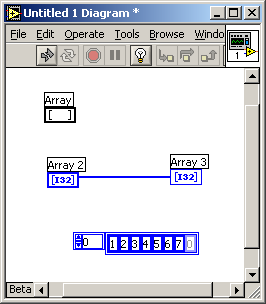 Untitled 1 Diagram *
File Edit Operate Tools Browse Windo
1
Array
[ ]
Array 2
[I32]
Array 3
[I32]
0 1 2 3 4 5 6 7 0
Beta